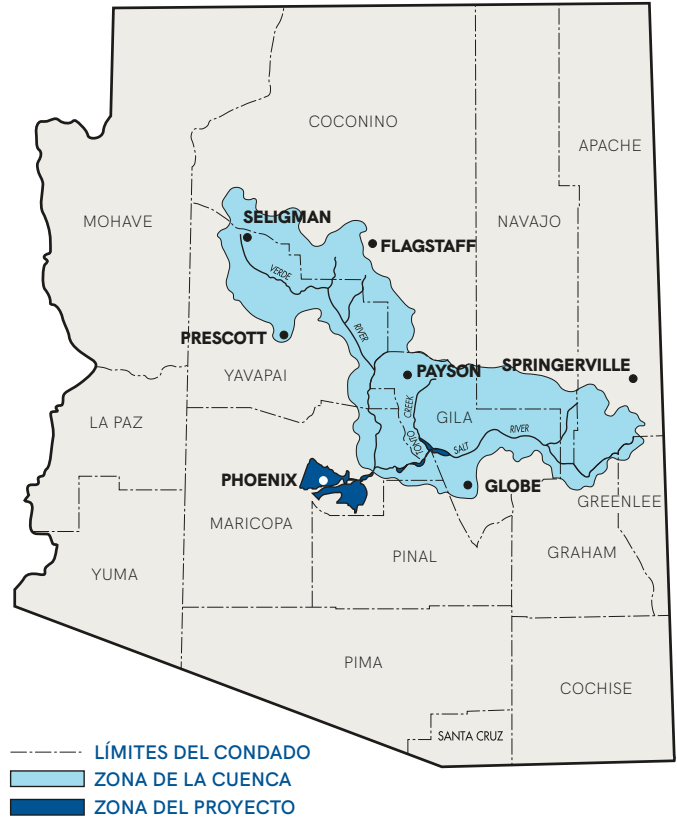 COCONINO
APACHE
MOHAVE
NAVAJO
SELIGMAN
FLAGSTAFF
VERDE
RIVER
PRESCOTT
PAYSON
SPRINGERVILLE
YAVAPAI
LA PAZ
TONTO
CREEK
GILA
SALT
RIVER
PHOENIX
GLOBE
GREENLEE
MARICOPA
PINAL
GRAHAM
YUMA
PIMA
COCHISE
SANTA CRUZ
LÍMITES DEL CONDADO
ZONA DE LA CUENCA
ZONA DEL PROYECTO